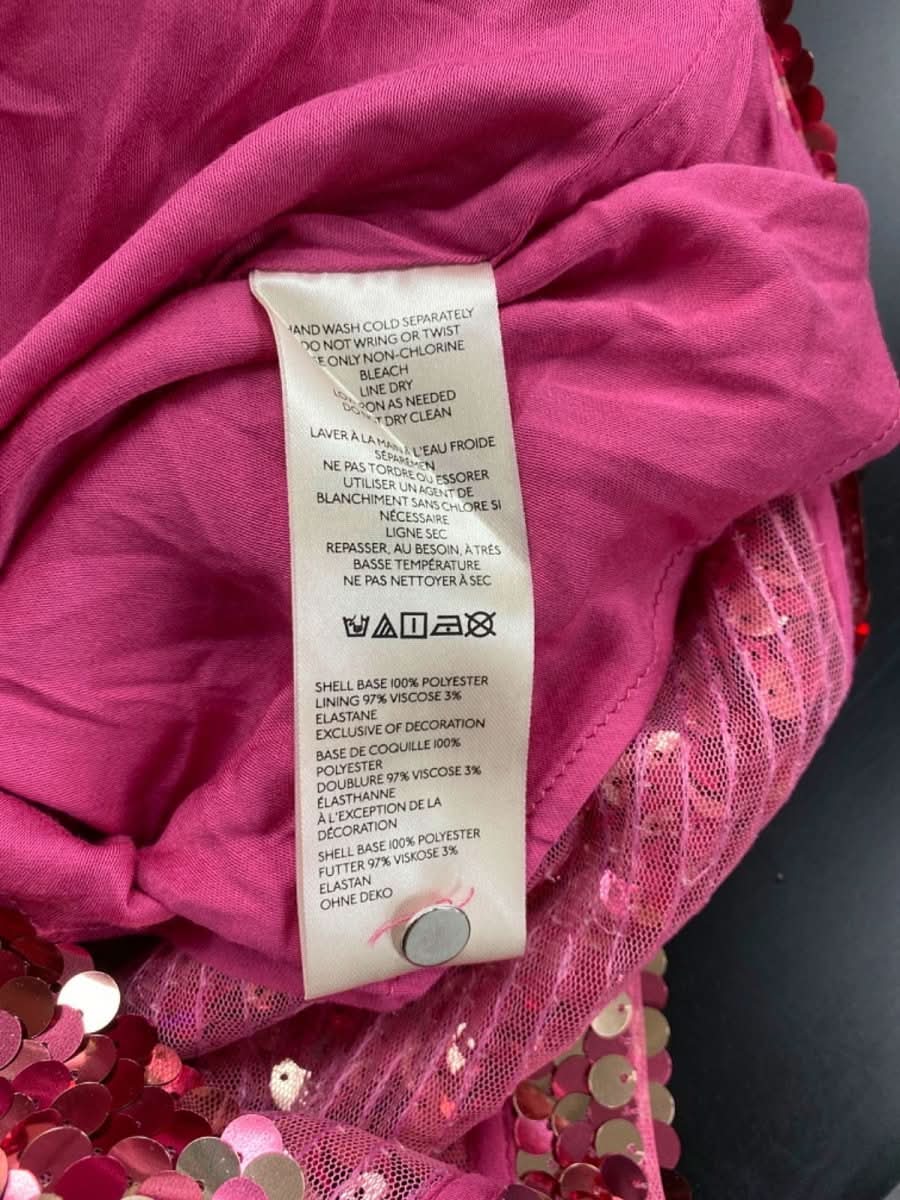 HAND WASH COLD SEPARATELY
DO NOT WRING OR TWIST
ONLY NON-CHLORINE
BLEACH
LINE DRY
IRON AS NEEDED
DO NOT DRY CLEAN
LAVER À LA MAIN À L'EAU FROIDE
SÉPARÉMEN
NE PAS TORDRE OU ESSORER
UTILISER UN AGENT DE
BLANCHIMENT SANS CHLORE SI
NÉCESSAIRE
LIGNE SEC
REPASSER, AU BESOIN, À TRÉS
BASSE TEMPÉRATURE
NE PAS NETTOYER À SEC
SHELL BASE 100% POLYESTER
LINING 97% VISCOSE 3%
ELASTANE
EXCLUSIVE OF DECORATION
BASE DE COQUILLE 100%
POLYESTER
DOUBLURE 97% VISCOSE 3%
ÉLASTHANNE
À L'EXCEPTION DE LA
DÉCORATION
SHELL BASE 100% POLYESTER
FUTTER 97% VISKOSE 3%
ELASTAN
OHNE DEKO